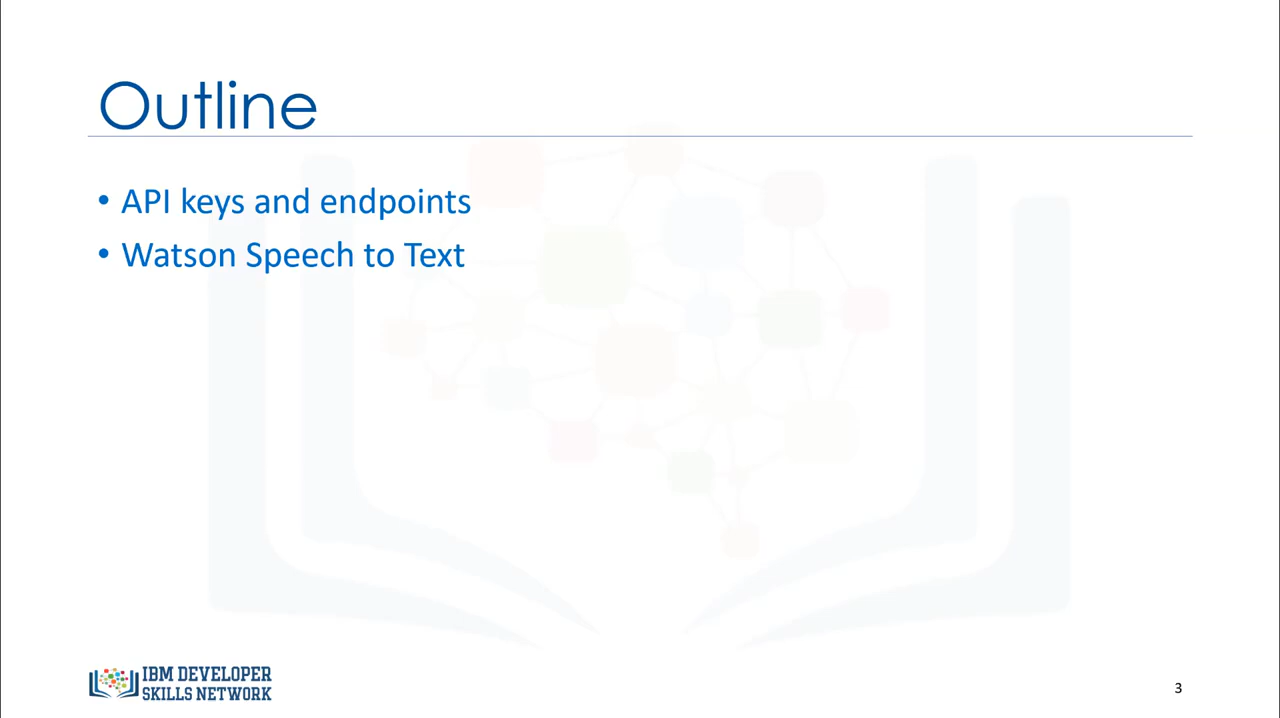 Outline
• API keys and endpoints
• Watson Speech to Text
IBM DEVELOPER
SKILLS NETWORK
3